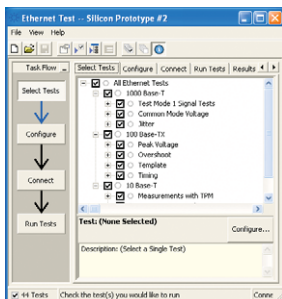 Ethernet Test -- Silicon Prototype #2
File View Help
Task Flow
Select Tests
Configure
Connect
Run Tests
Select Tests Configure Connect Run Tests Results
All Ethernet Tests
1000 Base-T
Test Mode 1 Signal Tests
Common Mode Voltage
Jitter
100 Base-TX
Peak Voltage
Overshoot
Template
Timing
10 Base-T
Measurements with TPM
Test: (None Selected)
Configure...
Description: (Select a Single Test)
44 Tests Check the test(s) you would like to run Conne